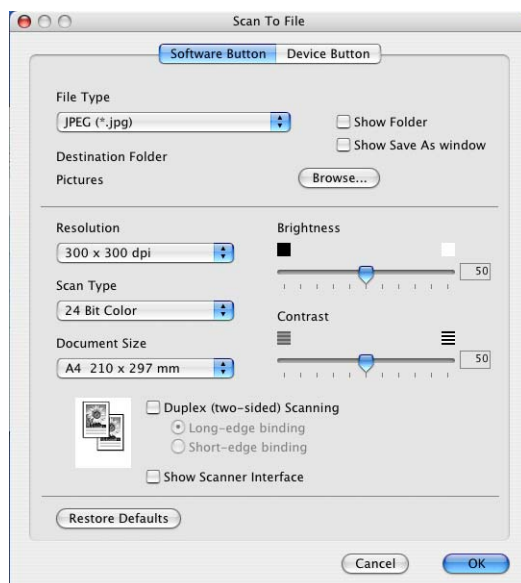 Scan To File
Software Button Device Button
File Type
JPEG (*.jpg)
Show Folder
Show Save As window
Destination Folder
Pictures
Browse...
Resolution
300 x 300 dpi
Brightness
50
Scan Type
24 Bit Color
Contrast
50
Document Size
A4 210 x 297 mm
Duplex (two-sided) Scanning
Long-edge binding
Short-edge binding
Show Scanner Interface
Restore Defaults
Cancel OK